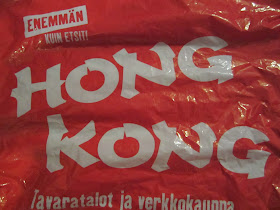 ENEMMÄN
KUIN ETSIT!
HONG
KONG
Tavaratalot ja verkkokauppa